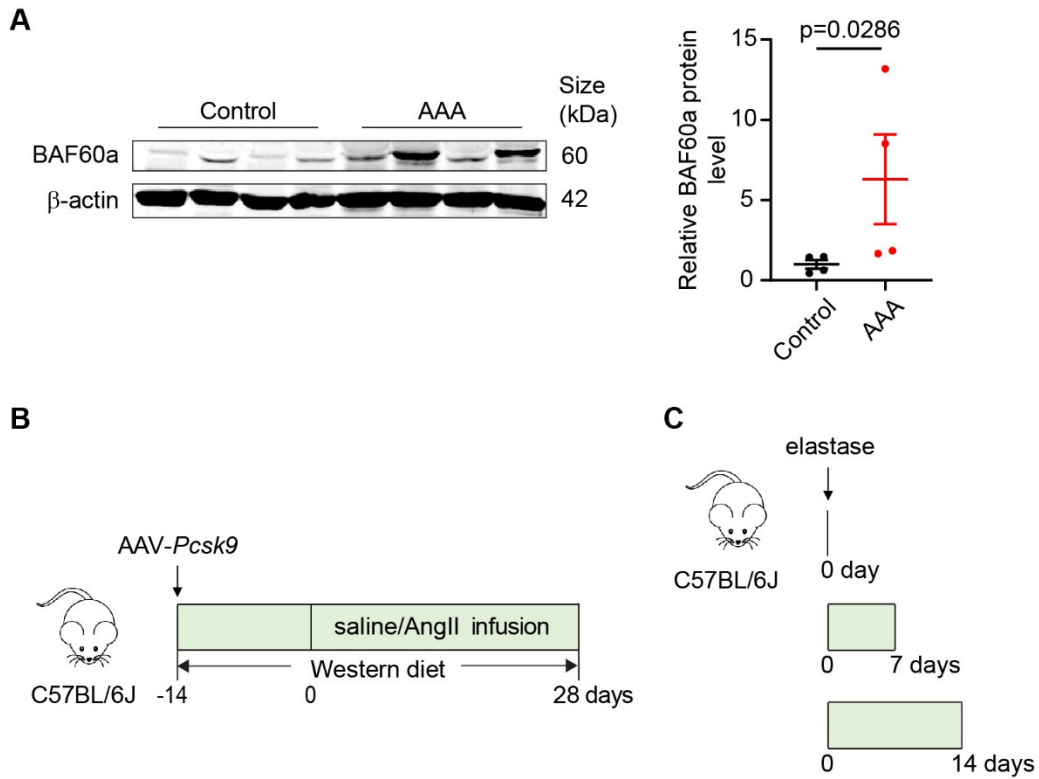 A
Control
AAA
Size
(kDa)
BAF60a
60
β-actin
42
Relative BAF60a protein
level
15
10
5
0
p=0.0286
Control
AAA
B
AAV-Pcsk9
saline/AngII infusion
Western diet
C57BL/6J
-14
0
28 days
C
elastase
C57BL/6J
0 day
0
7 days
0
14 days